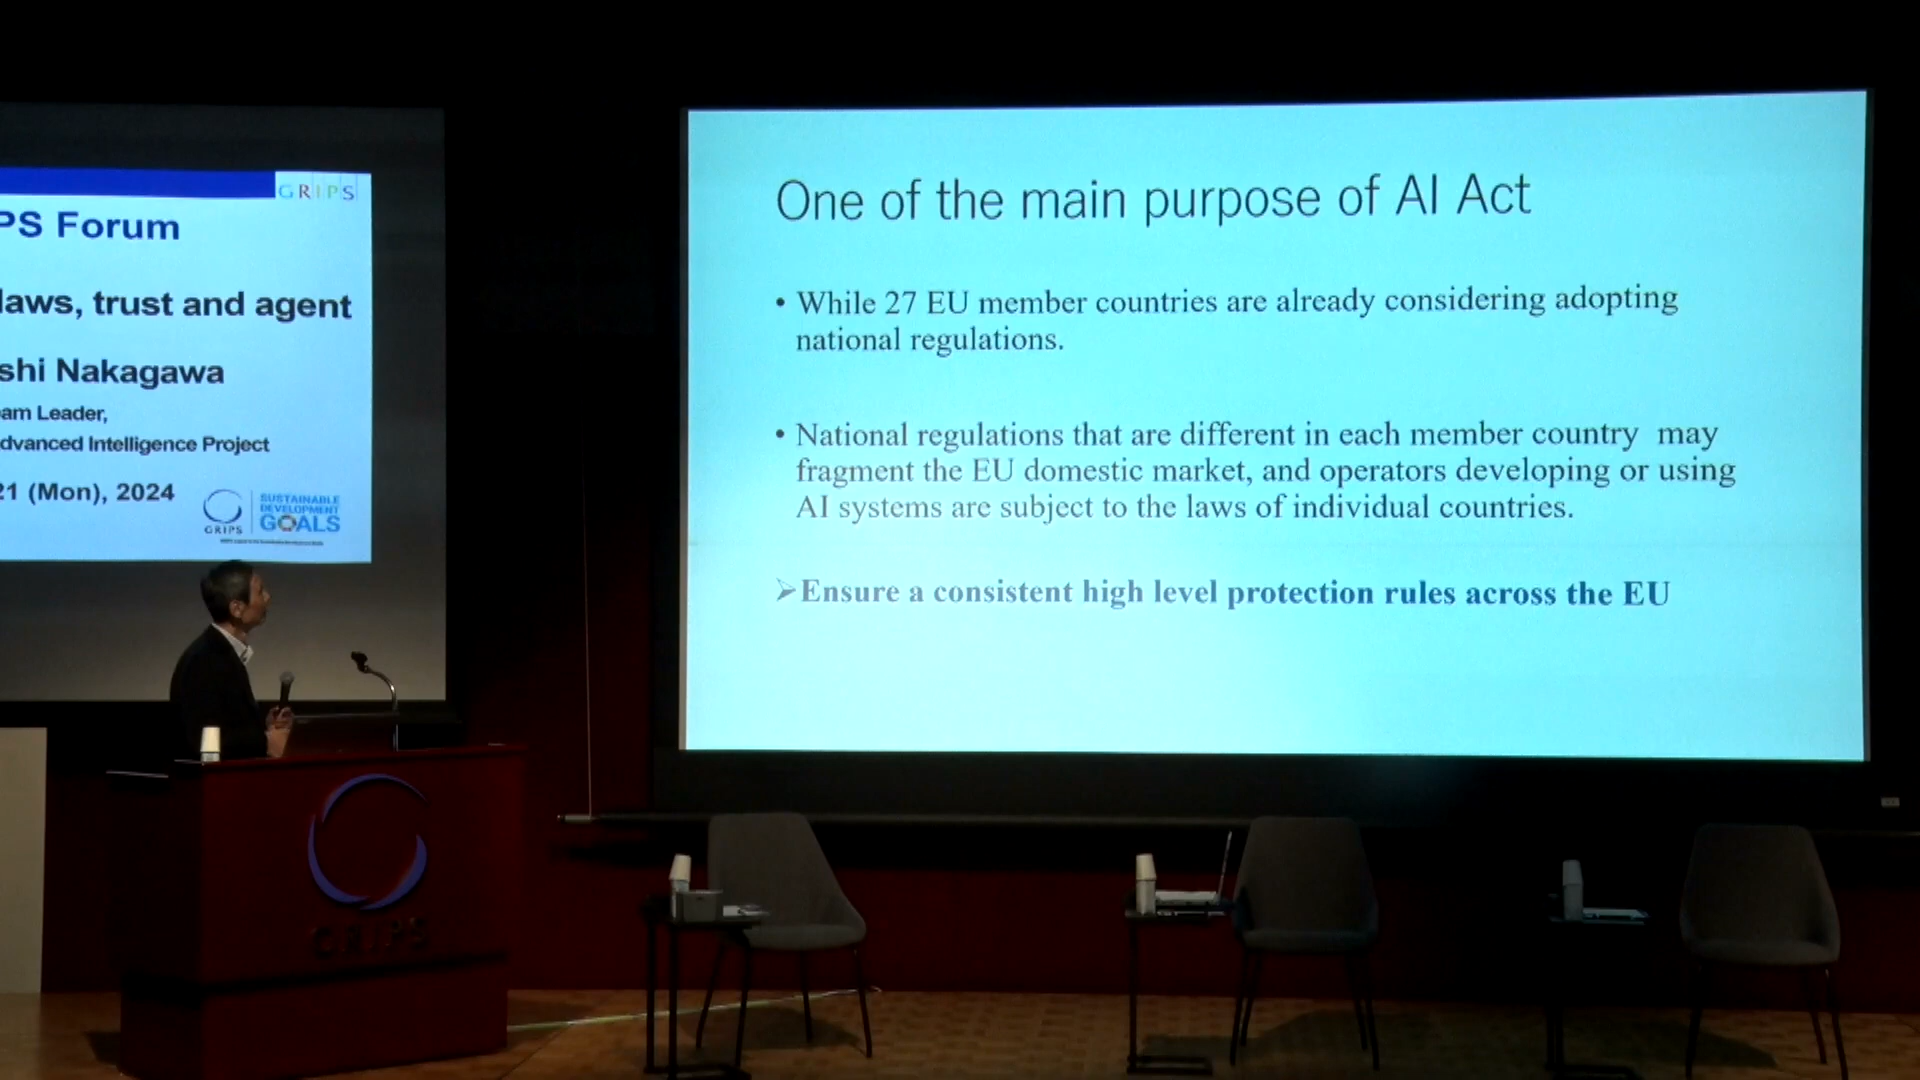 GRIPS
PS Forum
laws, trust and agent
shi Nakagawa
am Leader,
dvanced Intelligence Project
21 (Mon), 2024
GRIPS
SUSTAINABLE
DEVELOPMENT
GOALS
One of the main purpose of AI Act
• While 27 EU member countries are already considering adopting
national regulations.
• National regulations that are different in each member country may
fragment the EU domestic market, and operators developing or using
AI systems are subject to the laws of individual countries.
➢Ensure a consistent high level protection rules across the EU
GRIPS